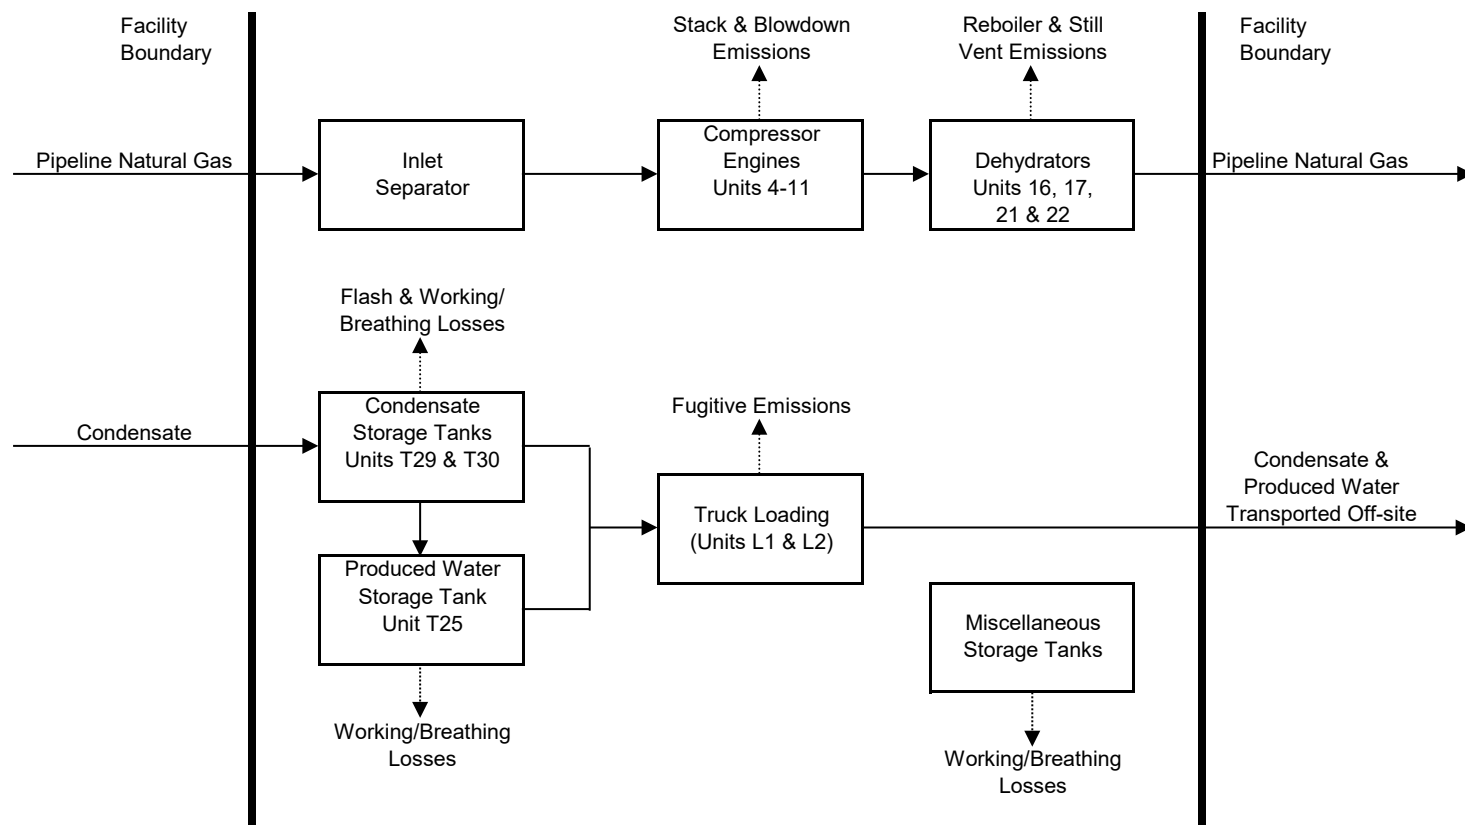 Facility
Boundary
Stack & Blowdown
Emissions
Reboiler & Still
Vent Emissions
Facility
Boundary
Pipeline Natural Gas
Inlet
Separator
Compressor
Engines
Units 4-11
Dehydrators
Units 16, 17,
21 & 22
Pipeline Natural Gas
Flash & Working/
Breathing Losses
Condensate
Condensate
Storage Tanks
Units T29 & T30
Fugitive Emissions
Truck Loading
(Units L1 & L2)
Condensate &
Produced Water
Transported Off-site
Produced Water
Storage Tank
Unit T25
Miscellaneous
Storage Tanks
Working/Breathing
Losses
Working/Breathing
Losses